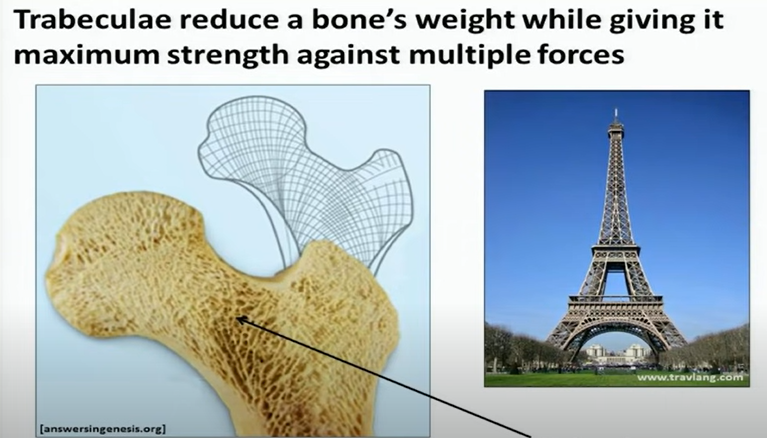 Trabeculae reduce a bone’s weight while giving it
maximum strength against multiple forces
www.travlang.com
[answersingenesis.org]